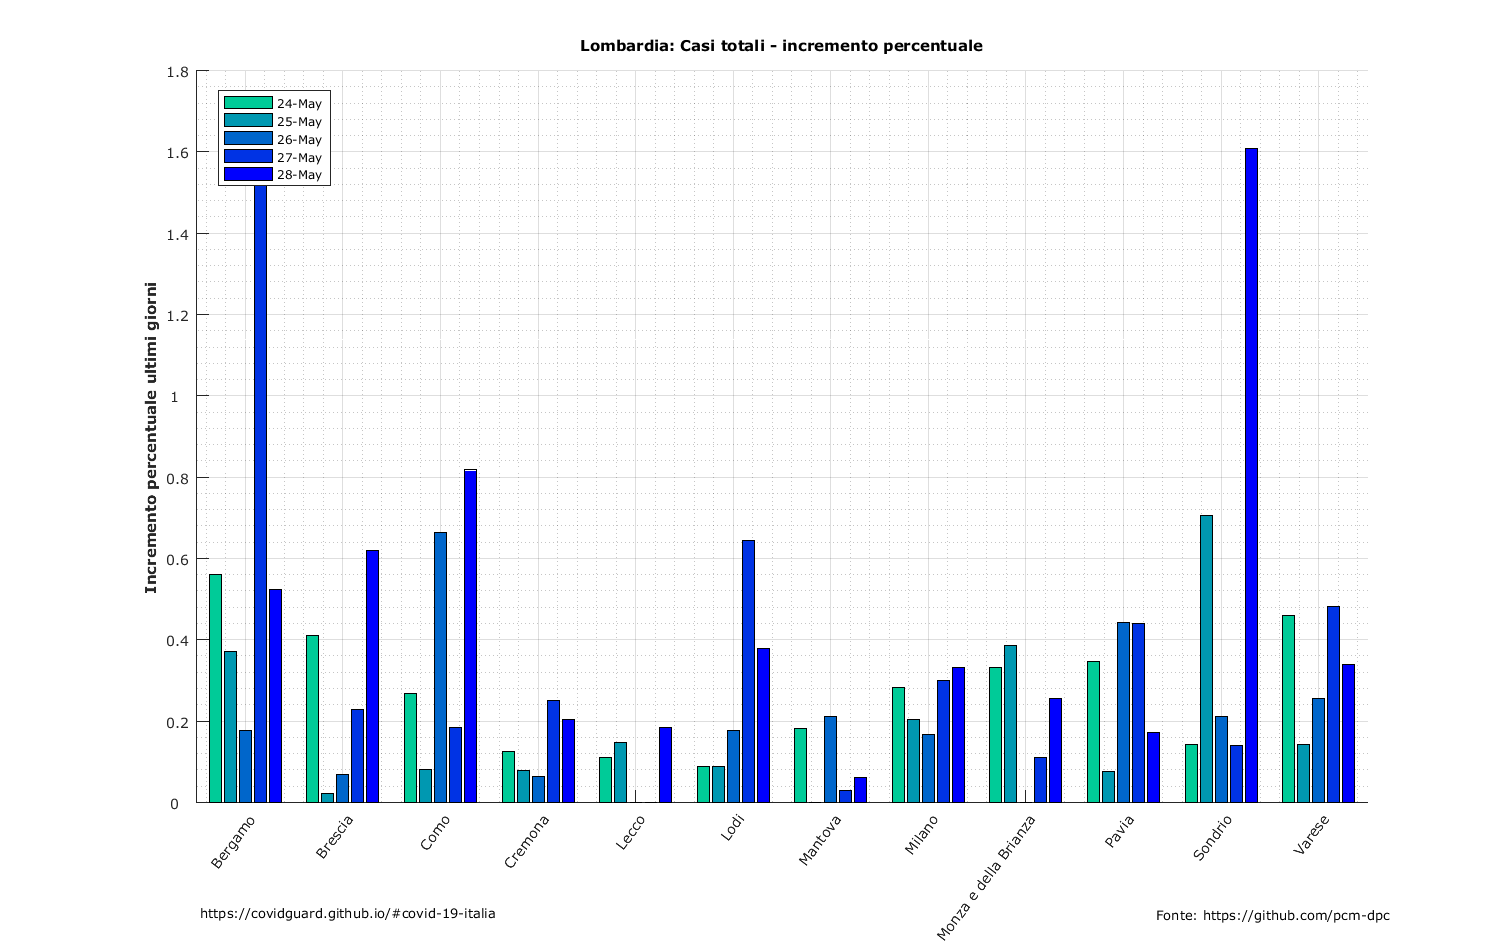 Lombardia: Casi totali - incremento percentuale
1.8
1.6
1.4
1.2
1
0.8
0.6
0.4
0.2
0
Incremento percentuale ultimi giorni
24-May
25-May
26-May
27-May
28-May
Bergamo
Brescia
Como
Cremona
Lecco
Lodi
Mantova
Milano
Monza e della Brianza
Pavia
Sondrio
Varese
https://covidguard.github.io/#covid-19-italia
Fonte: https://github.com/pcm-dpc